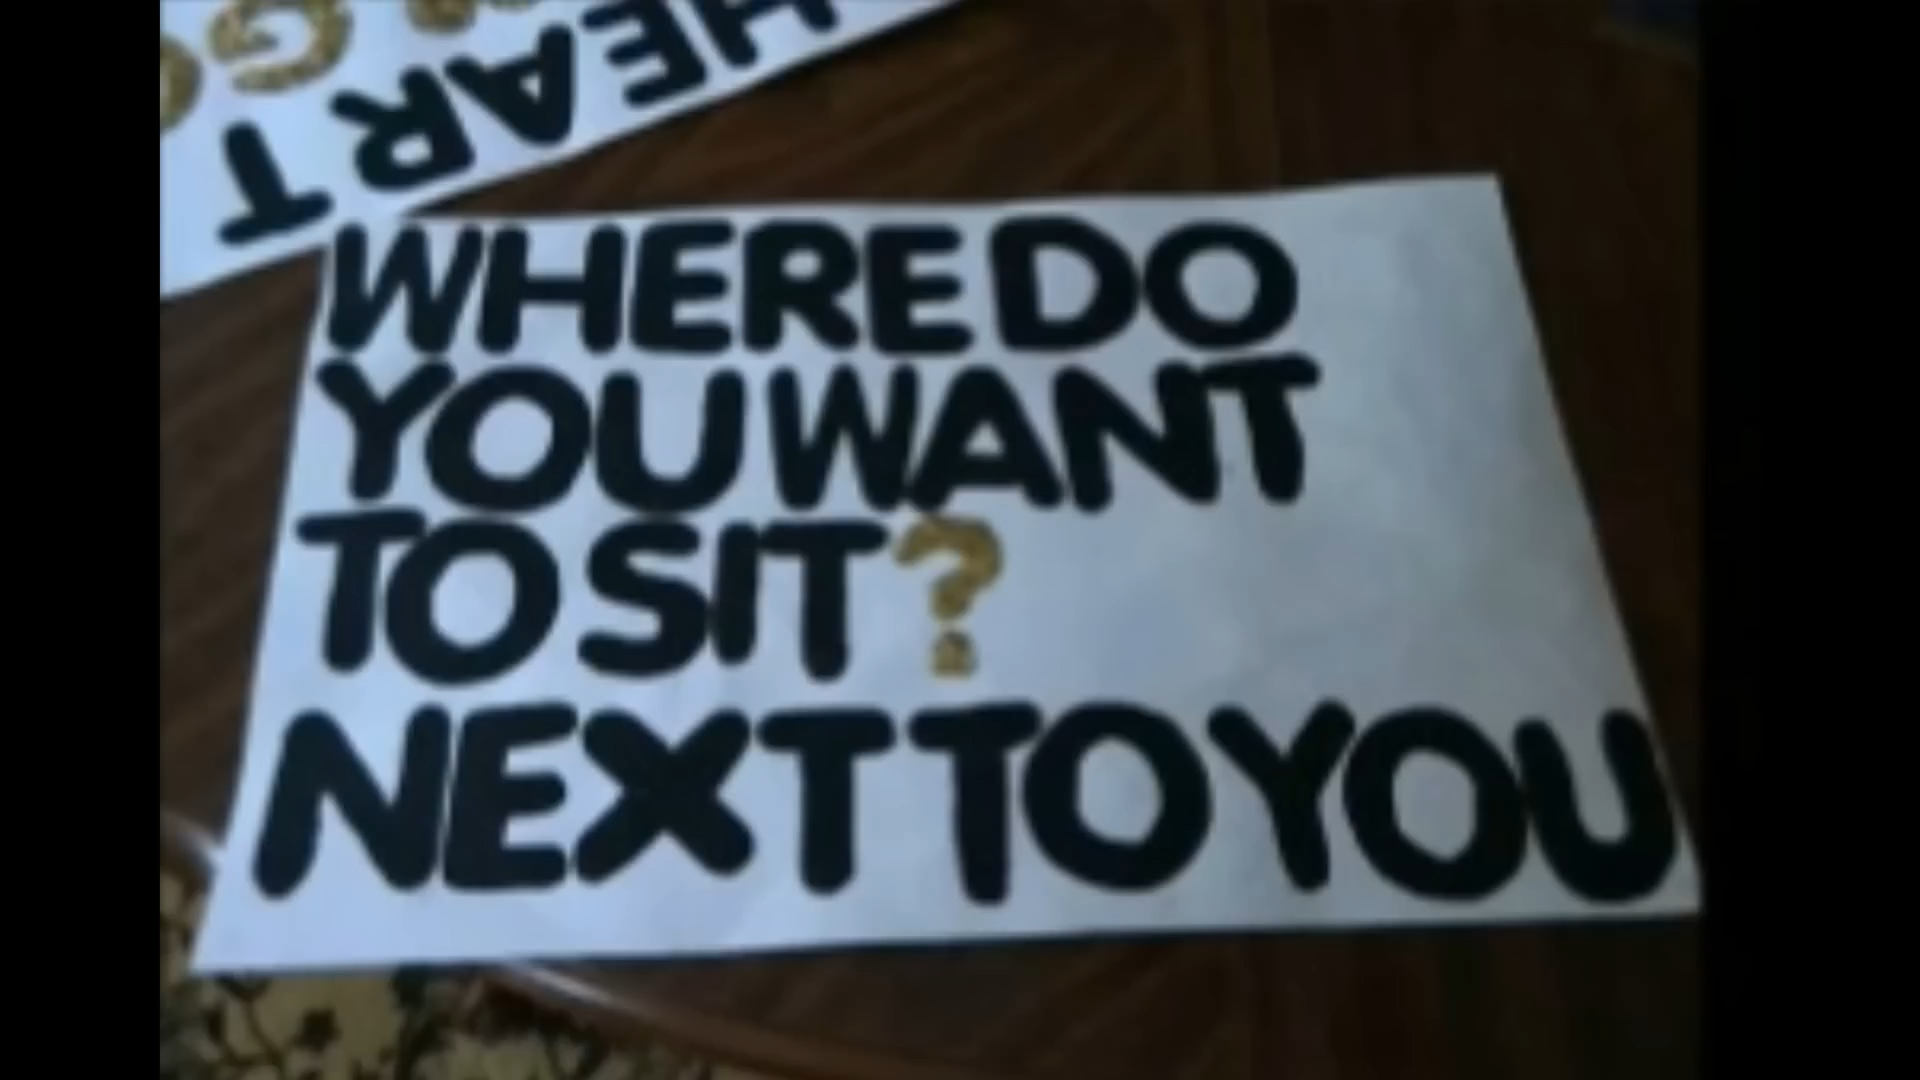 HEART
WHERE DO
YOU WANT
TO SIT?
NEXT TO YOU